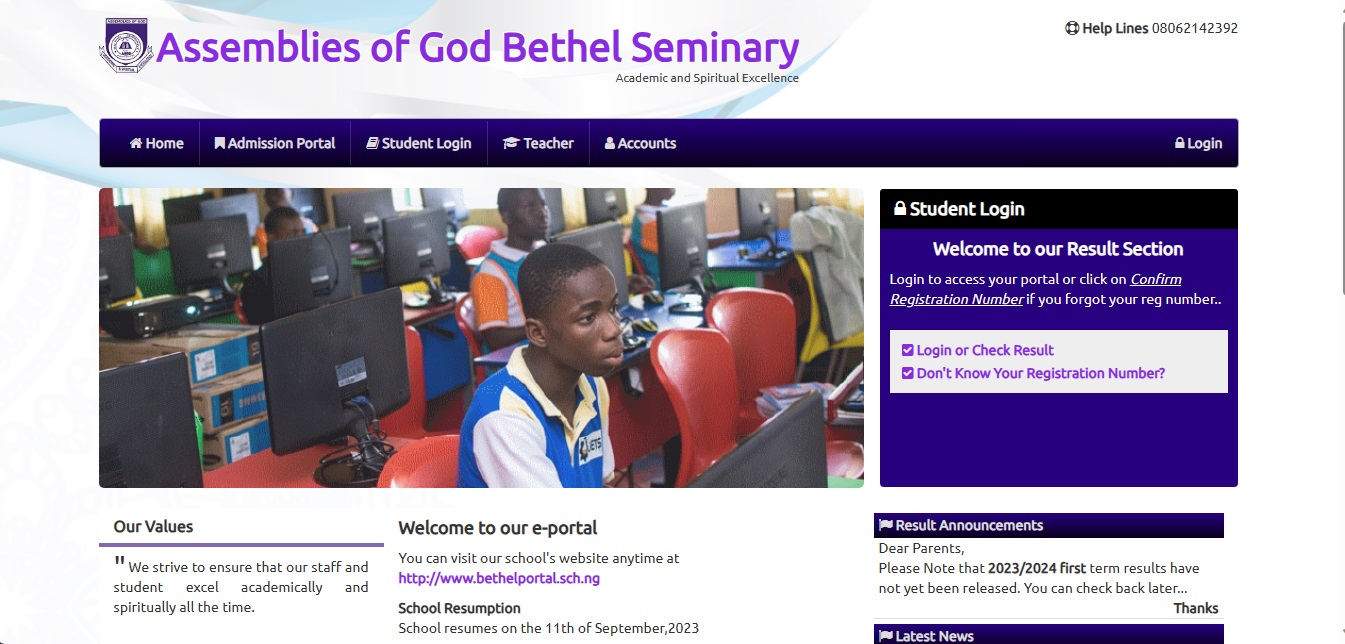 Assemblies of God Bethel Seminary
Academic and Spiritual Excellence
Help Lines 08062142392
Home
Admission Portal
Student Login
Teacher
Accounts
Login
Student Login
Welcome to our Result Section
Login to access your portal or click on Confirm
Registration Number if you forgot your reg number..
Login or Check Result
Don't Know Your Registration Number?
JETS
Our Values
" We strive to ensure that our staff and
student excel academically and
spiritually all the time.
Welcome to our e-portal
You can visit our school's website anytime at
http://www.bethelportal.sch.ng
School Resumption
School resumes on the 11th of September,2023
Result Announcements
Dear Parents,
Please Note that 2023/2024 first term results have
not yet been released. You can check back later...
Thanks
Latest News